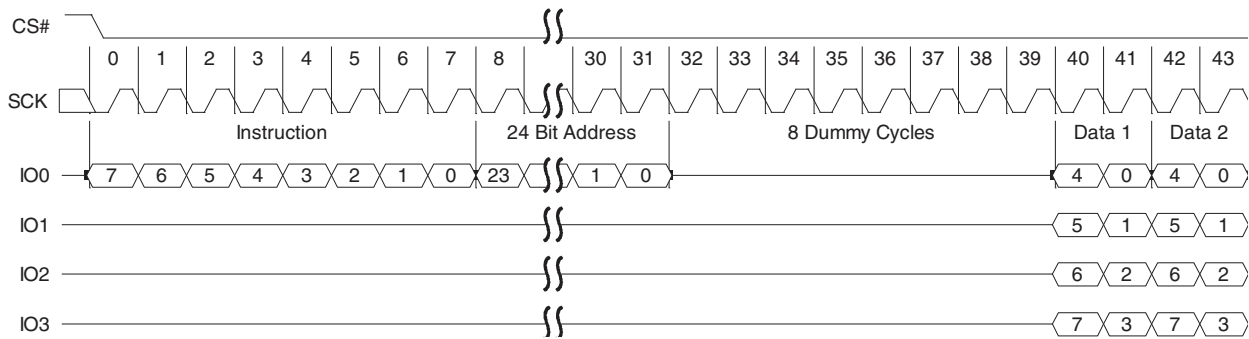 CS#
0 1 2 3 4 5 6 7 8 30 31 32 33 34 35 36 37 38 39 40 41 42 43
SCK
Instruction 24 Bit Address 8 Dummy Cycles Data 1 Data 2
IO0 7 6 5 4 3 2 1 0 23 1 0 4 0 4 0
IO1 5 1 5 1
IO2 6 2 6 2
IO3 7 3 7 3